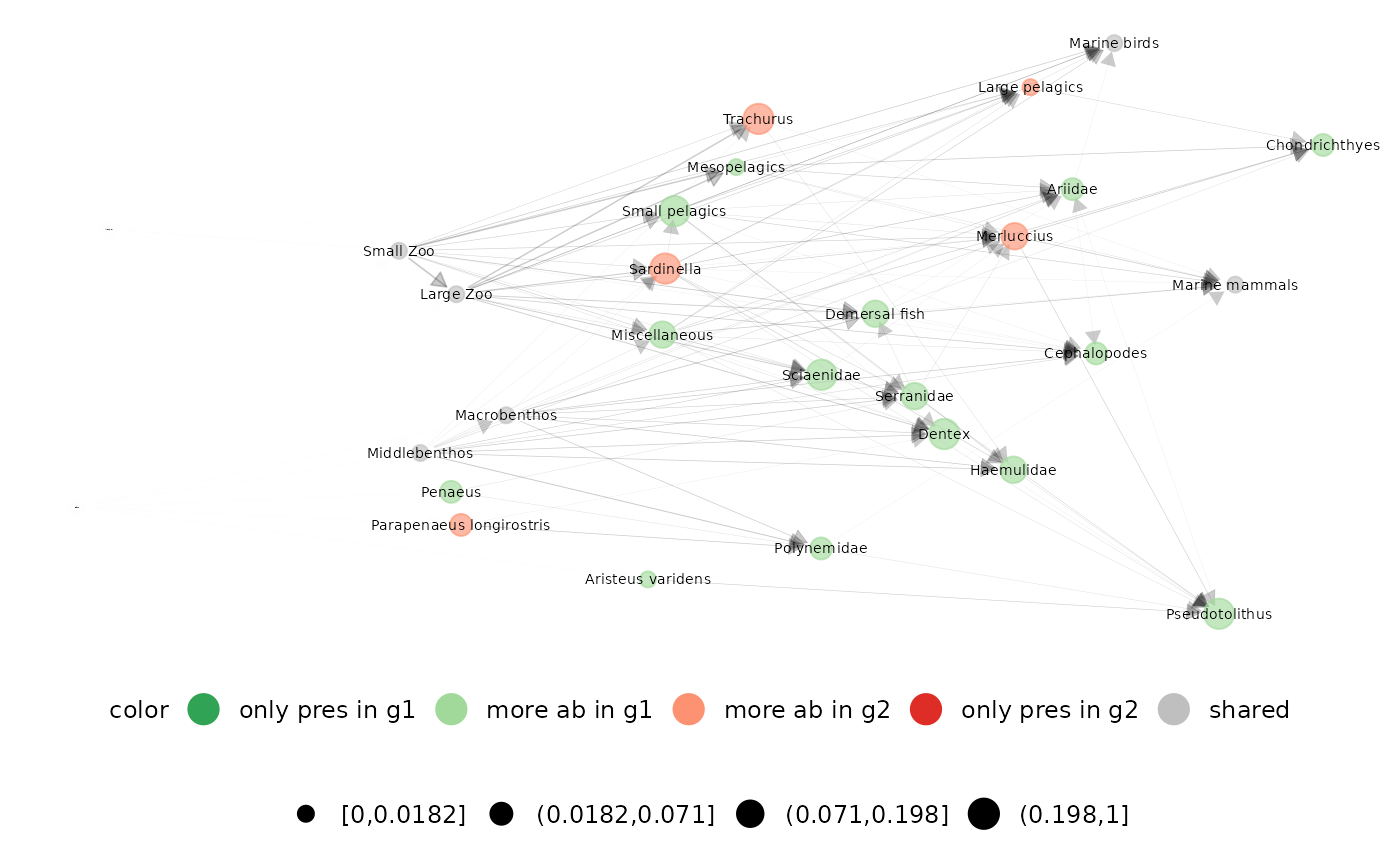 Marine birds
Large pelagics
Trachurus
Chondrichthyes
Mesopelagics
Ariidae
Small pelagics
Merluccius
Small Zoo
Sardinella
Marine mammals
Large Zoo
Demersal fish
Miscellaneous
Cephalopodes
Sciaenidae
Serranidae
Macrobenthos
Dentex
Middlebenthos
Haemulidae
Penaeus
Parapenaeus longirostris
Polynemidae
Aristeus varidens
Pseudotolithus
color only pres in g1 more ab in g1 more ab in g2 only pres in g2 shared
[0,0.0182] (0.0182,0.071] (0.071,0.198] (0.198,1]